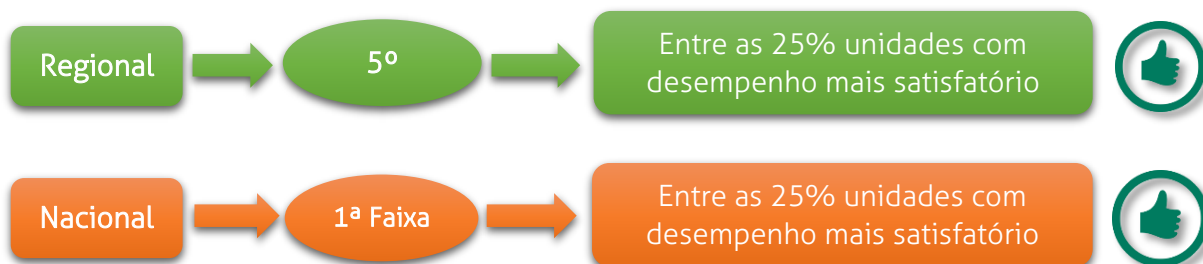 Regional
5º
Entre as 25% unidades com
desempenho mais satisfatório
Nacional
1ª Faixa
Entre as 25% unidades com
desempenho mais satisfatório